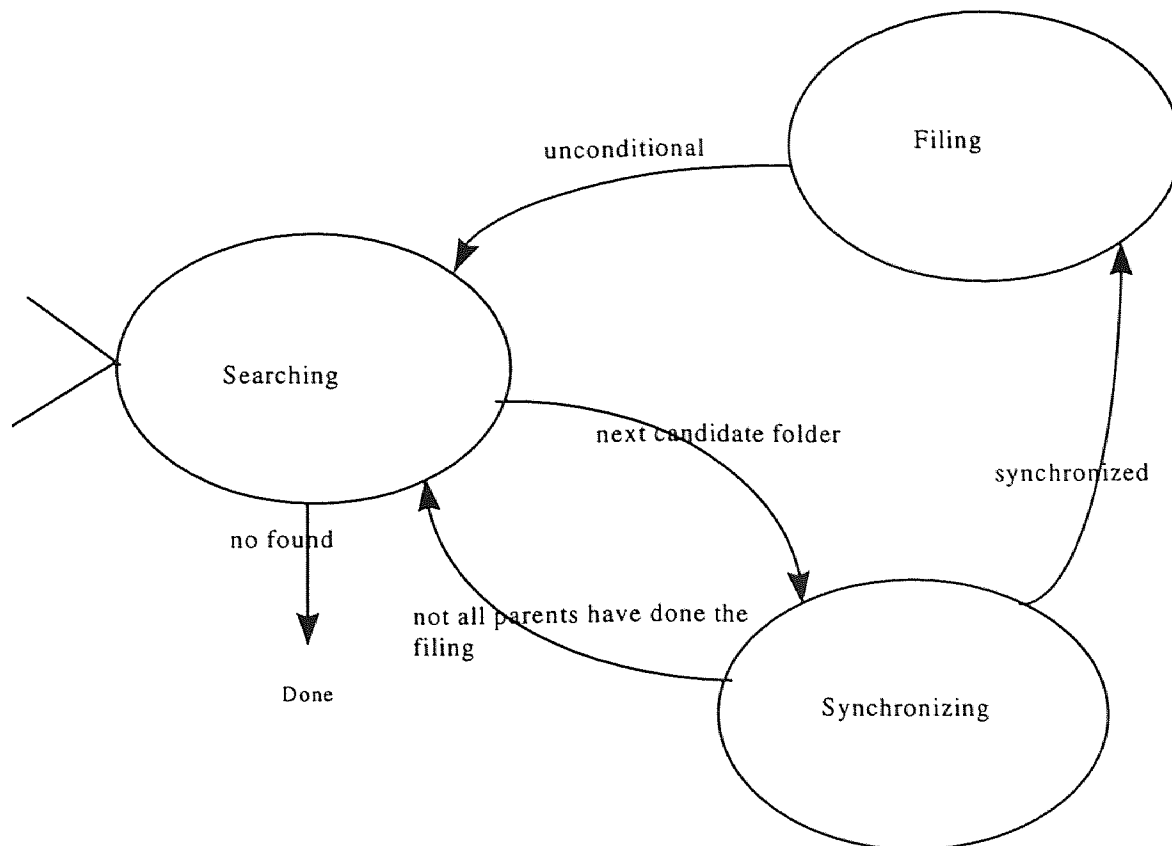 Filing
unconditional
Searching
next candidate folder
synchronized
no found
not all parents have done the
filing
Done
Synchronizing